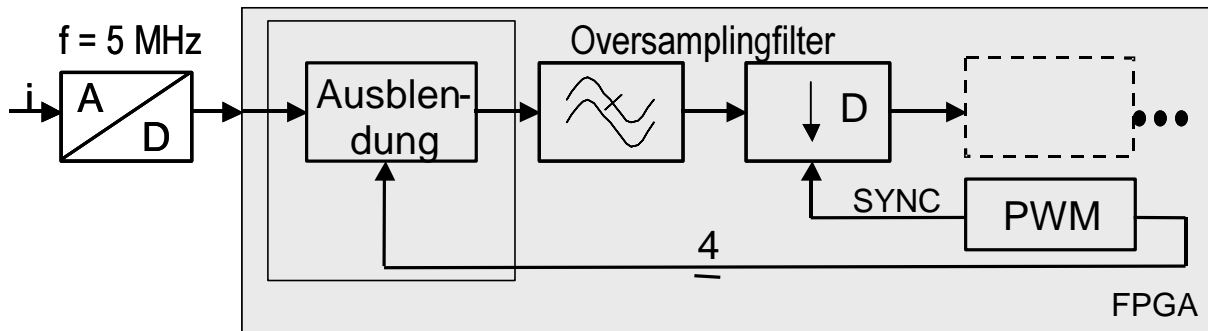 f = 5 MHz
Oversamplingfilter
i
A
D
Ausblen-
dung
D
SYNC
PWM
4
FPGA